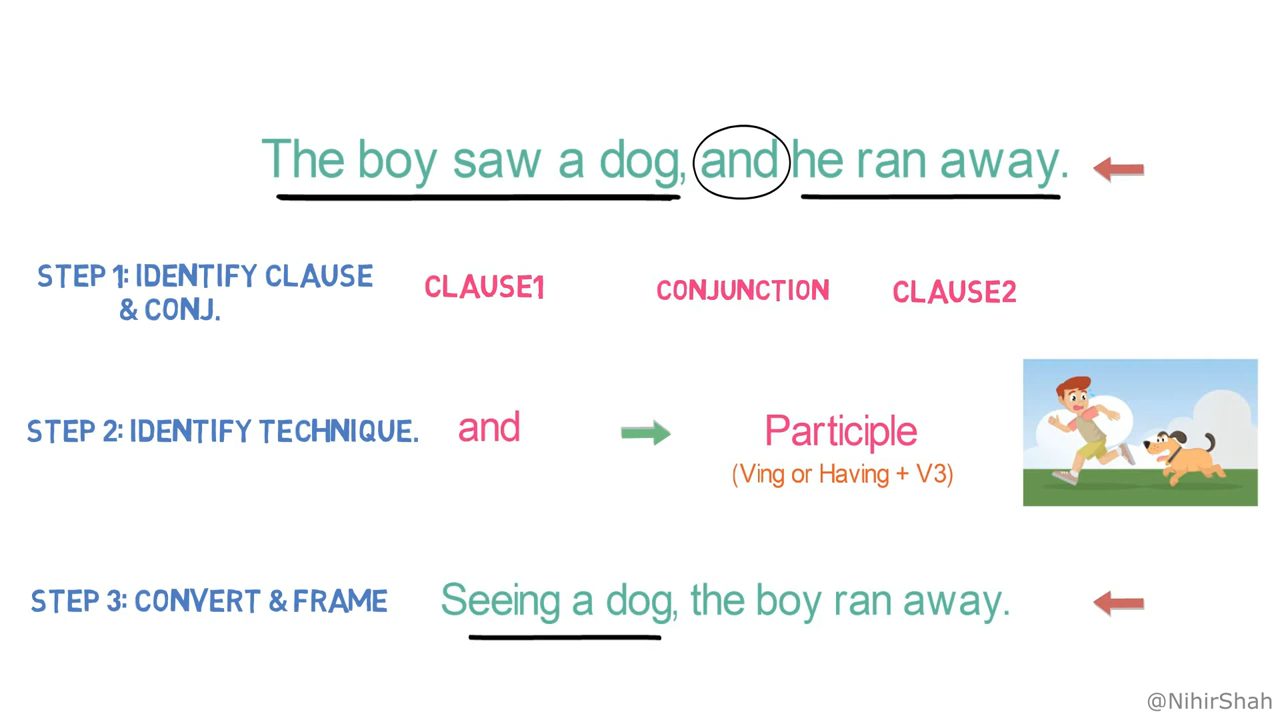 The boy saw a dog, and he ran away.
STEP 1: IDENTIFY CLAUSE
& CONJ.
CLAUSE1
CONJUNCTION
CLAUSE2
STEP 2: IDENTIFY TECHNIQUE.
and
Participle
(Ving or Having + V3)
STEP 3: CONVERT & FRAME
Seeing a dog, the boy ran away.
@NihirShah